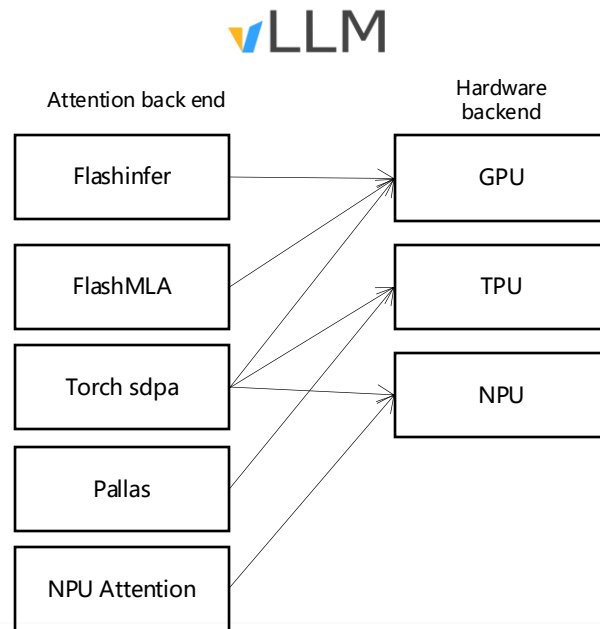 vLLM
Attention back end
Hardware
backend
Flashinfer
GPU
FlashMLA
TPU
Torch sdpa
NPU
Pallas
NPU Attention